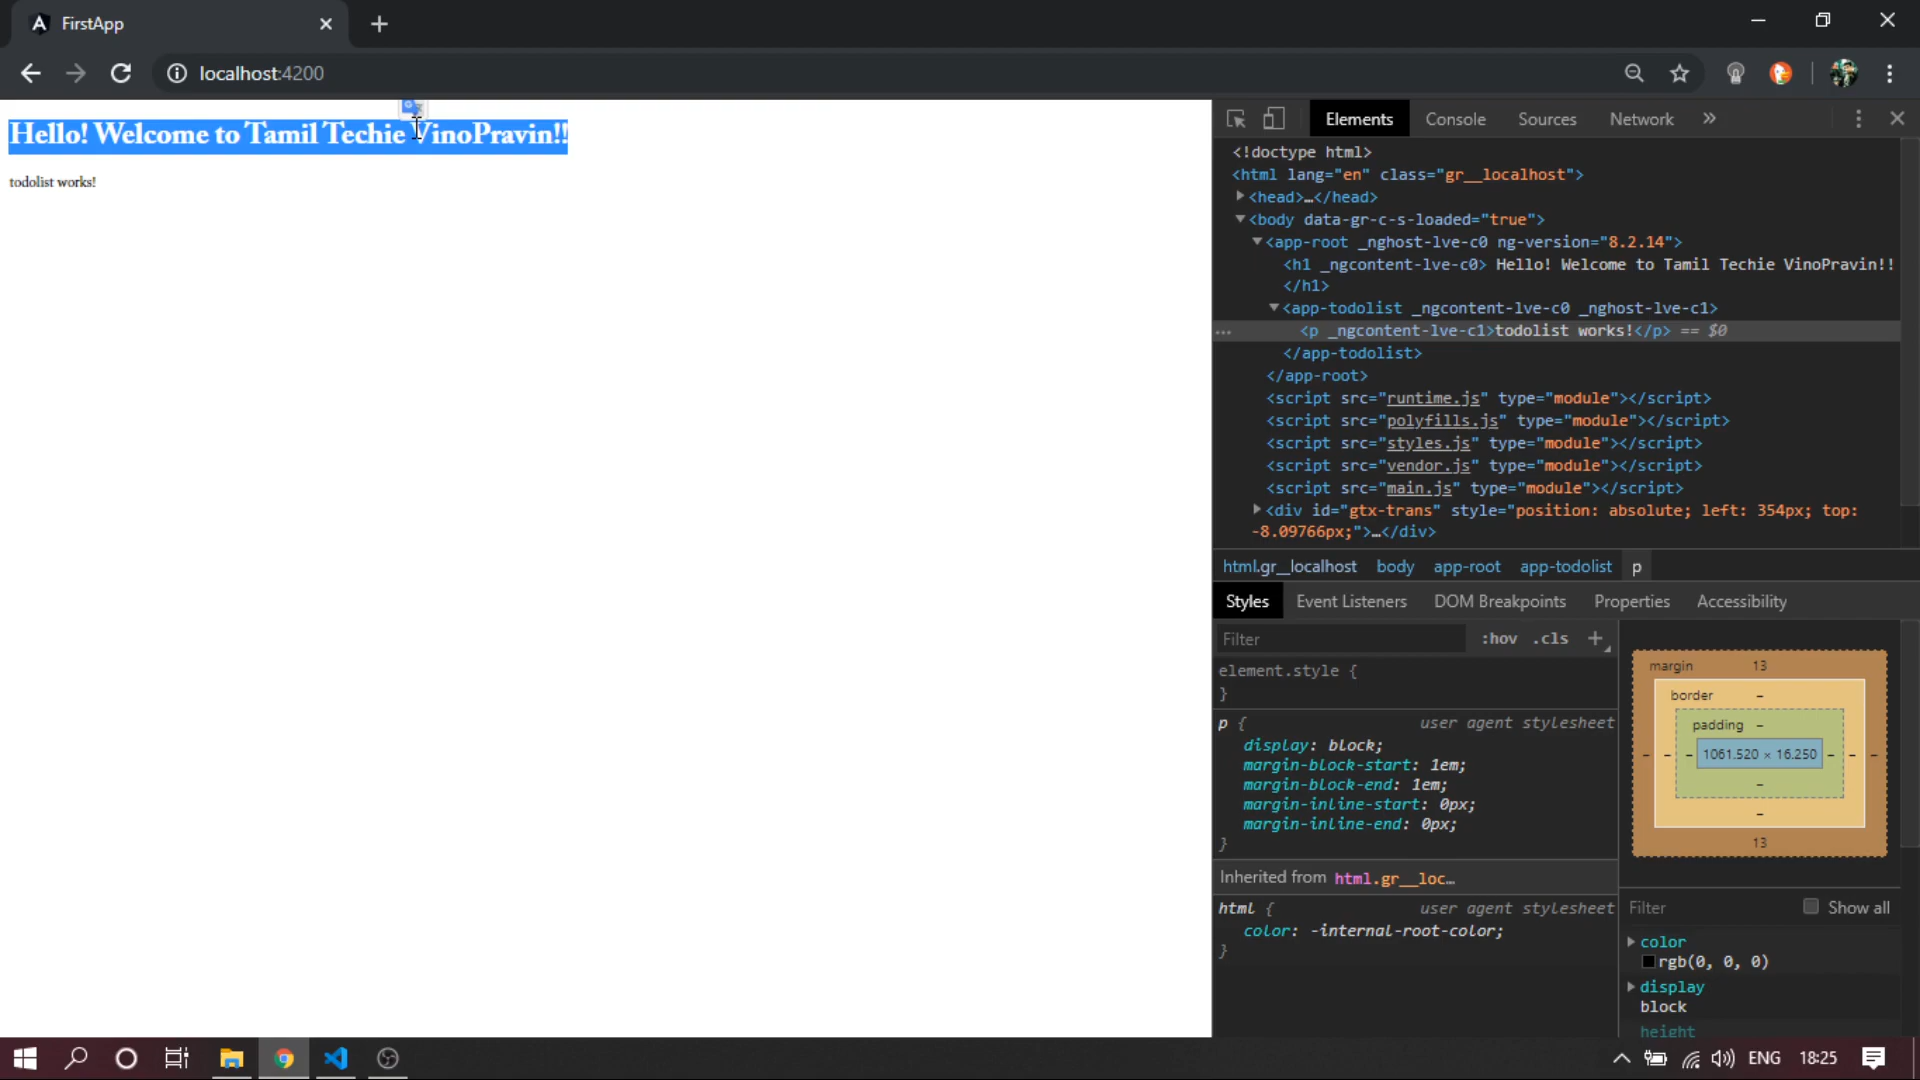 FirstApp
localhost:4200
Hello! Welcome to Tamil Techie VinoPravin!!
todolist works!
Elements Console Sources Network »
<!doctype html>
<html lang="en" class="gr__localhost">
<head>…</head>
<body data-gr-c-s-loaded="true">
<app-root _nghost-lve-c0 ng-version="8.2.14">
<h1 _ngcontent-lve-c0> Hello! Welcome to Tamil Techie VinoPravin!!
</h1>
<app-todolist _ngcontent-lve-c0 _nghost-lve-c1>
… <p _ngcontent-lve-c1>todolist works!</p> == $0
</app-todolist>
</app-root>
<script src="runtime.js" type="module"></script>
<script src="polyfills.js" type="module"></script>
<script src="styles.js" type="module"></script>
<script src="vendor.js" type="module"></script>
<script src="main.js" type="module"></script>
<div id="gtx-trans" style="position: absolute; left: 354px; top:
-8.09766px;">…</div>
html.gr__localhost body app-root app-todolist p
Styles Event Listeners DOM Breakpoints Properties Accessibility
Filter :hov .cls +
element.style {
}
p { user agent stylesheet
display: block;
margin-block-start: 1em;
margin-block-end: 1em;
margin-inline-start: 0px;
margin-inline-end: 0px;
}
Inherited from html.gr__loc…
html { user agent stylesheet
color: -internal-root-color;
}
margin 13
border –
padding –
– – – 1061.520 × 16.250 – – –
–
–
13
Filter Show all
color
rgb(0, 0, 0)
display
block
height
ENG 18:25